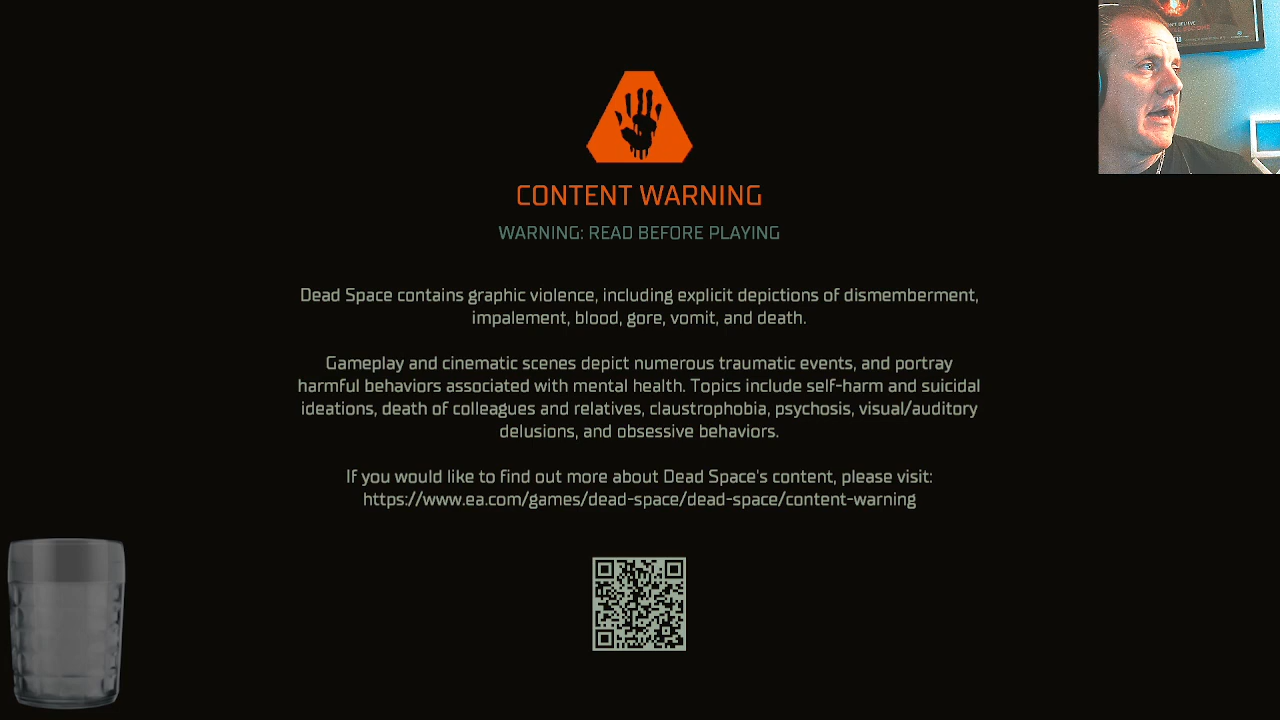 CONTENT WARNING
WARNING: READ BEFORE PLAYING
Dead Space contains graphic violence, including explicit depictions of dismemberment,
impalement, blood, gore, vomit, and death.
Gameplay and cinematic scenes depict numerous traumatic events, and portray
harmful behaviors associated with mental health. Topics include self-harm and suicidal
ideations, death of colleagues and relatives, claustrophobia, psychosis, visual/auditory
delusions, and obsessive behaviors.
If you would like to find out more about Dead Space's content, please visit:
https://www.ea.com/games/dead-space/dead-space/content-warning